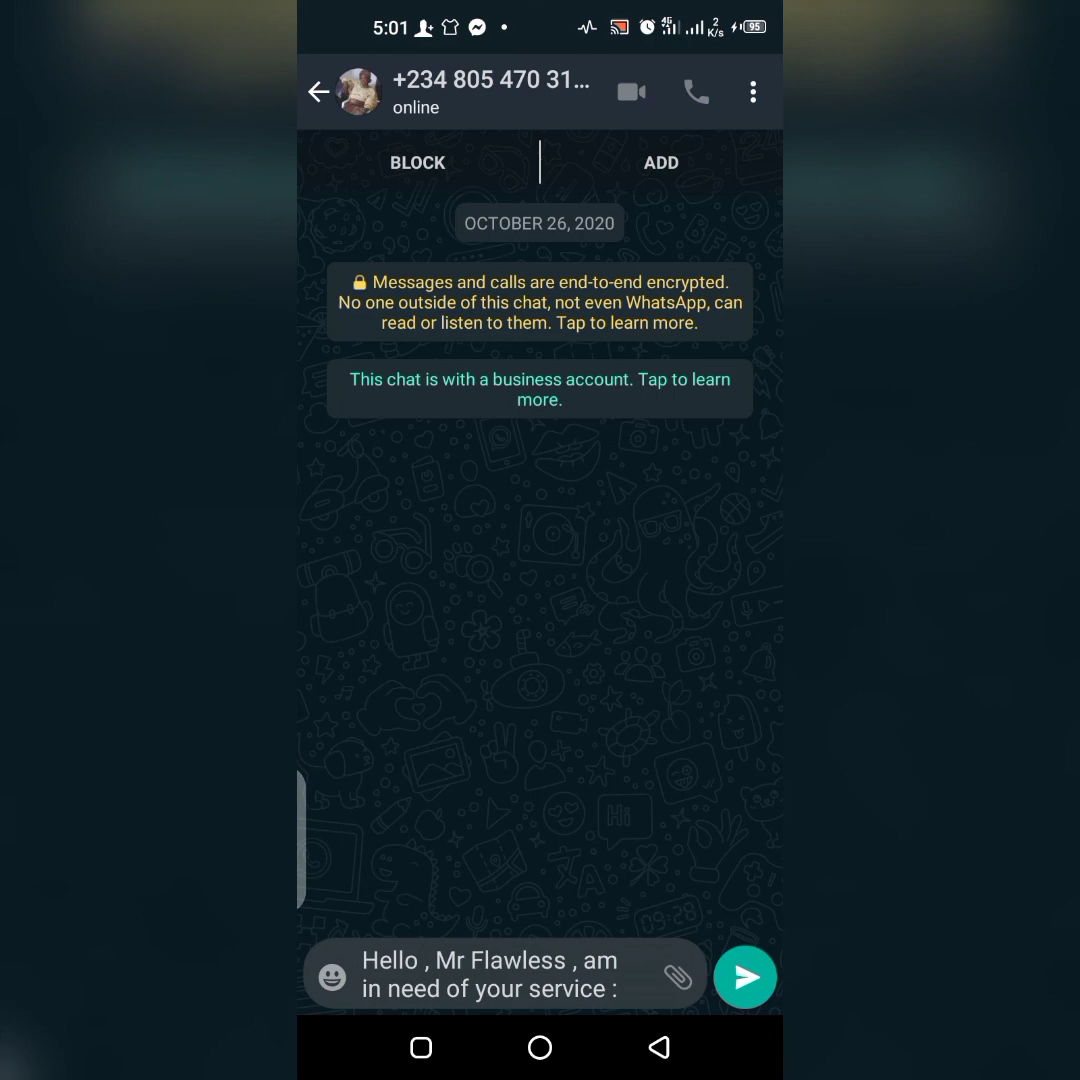 5:01
4G
2
K/s
95
+234 805 470 31...
online
BLOCK
ADD
OCTOBER 26, 2020
Messages and calls are end-to-end encrypted.
No one outside of this chat, not even WhatsApp, can
read or listen to them. Tap to learn more.
This chat is with a business account. Tap to learn
more.
Hello , Mr Flawless , am
in need of your service :